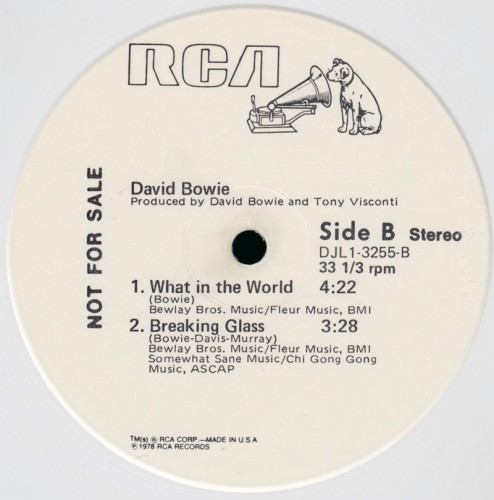 RCA
NOT FOR SALE
David Bowie
Produced by David Bowie and Tony Visconti
Side B Stereo
DJL1-3255-B
33 1/3 rpm
1. What in the World 4:22
(Bowie)
Bewlay Bros. Music/Fleur Music, BMI
2. Breaking Glass 3:28
(Bowie-Davis-Murray)
Bewlay Bros. Music/Fleur Music, BMI
Somewhat Sane Music/Chi Gong Gong
Music, ASCAP
TM(s) ® RCA CORP.—MADE IN U.S.A
℗ 1978 RCA RECORDS